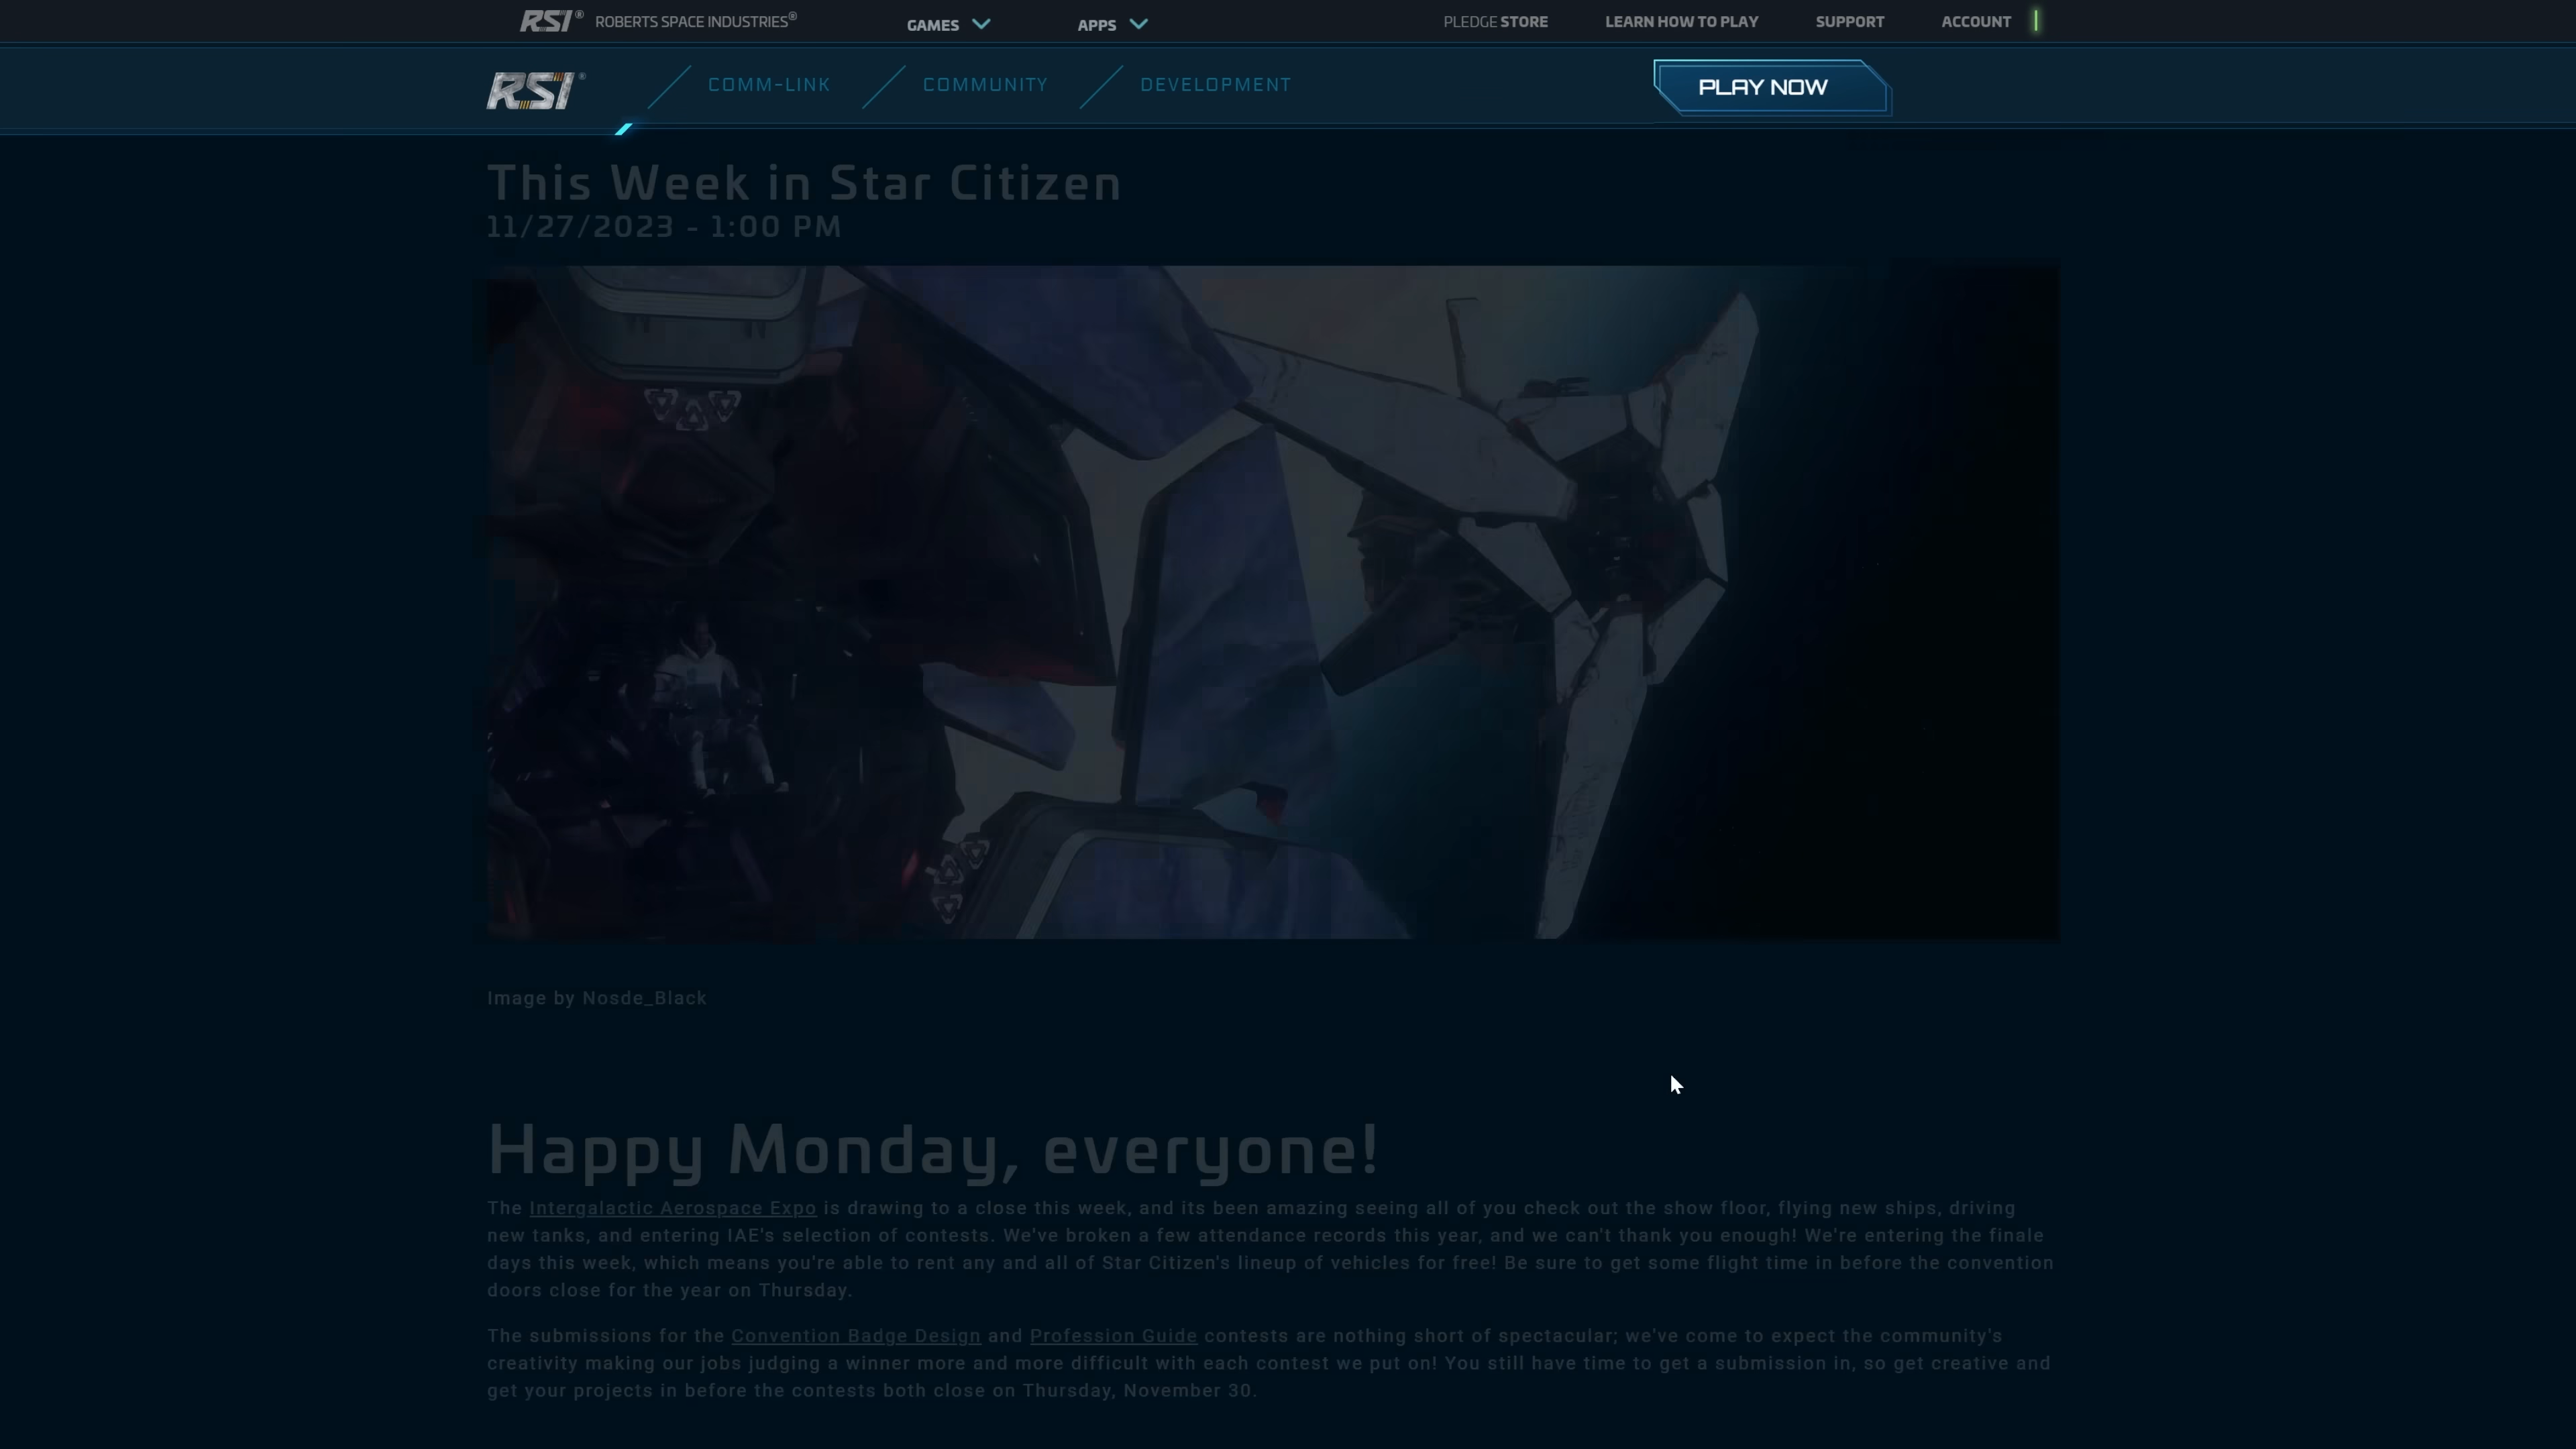 RSI® ROBERTS SPACE INDUSTRIES® GAMES APPS PLEDGE STORE LEARN HOW TO PLAY SUPPORT ACCOUNT
RSI® COMM-LINK COMMUNITY DEVELOPMENT PLAY NOW
This Week in Star Citizen
11/27/2023 - 1:00 PM
Image by Nosde_Black
Happy Monday, everyone!
The Intergalactic Aerospace Expo is drawing to a close this week, and its been amazing seeing all of you check out the show floor, flying new ships, driving
new tanks, and entering IAE's selection of contests. We've broken a few attendance records this year, and we can't thank you enough! We're entering the finale
days this week, which means you're able to rent any and all of Star Citizen's lineup of vehicles for free! Be sure to get some flight time in before the convention
doors close for the year on Thursday.
The submissions for the Convention Badge Design and Profession Guide contests are nothing short of spectacular; we've come to expect the community's
creativity making our jobs judging a winner more and more difficult with each contest we put on! You still have time to get a submission in, so get creative and
get your projects in before the contests both close on Thursday, November 30.